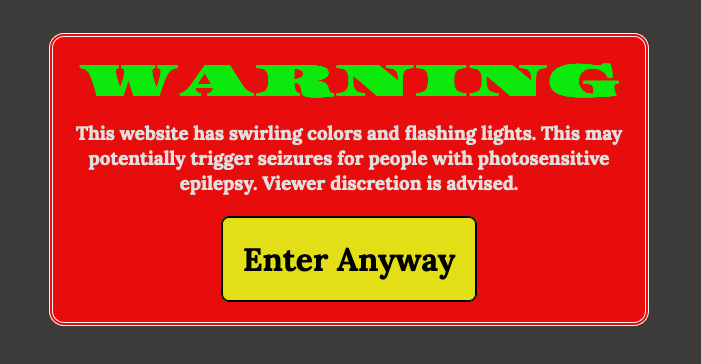 WARNING
This website has swirling colors and flashing lights. This may
potentially trigger seizures for people with photosensitive
epilepsy. Viewer discretion is advised.
Enter Anyway